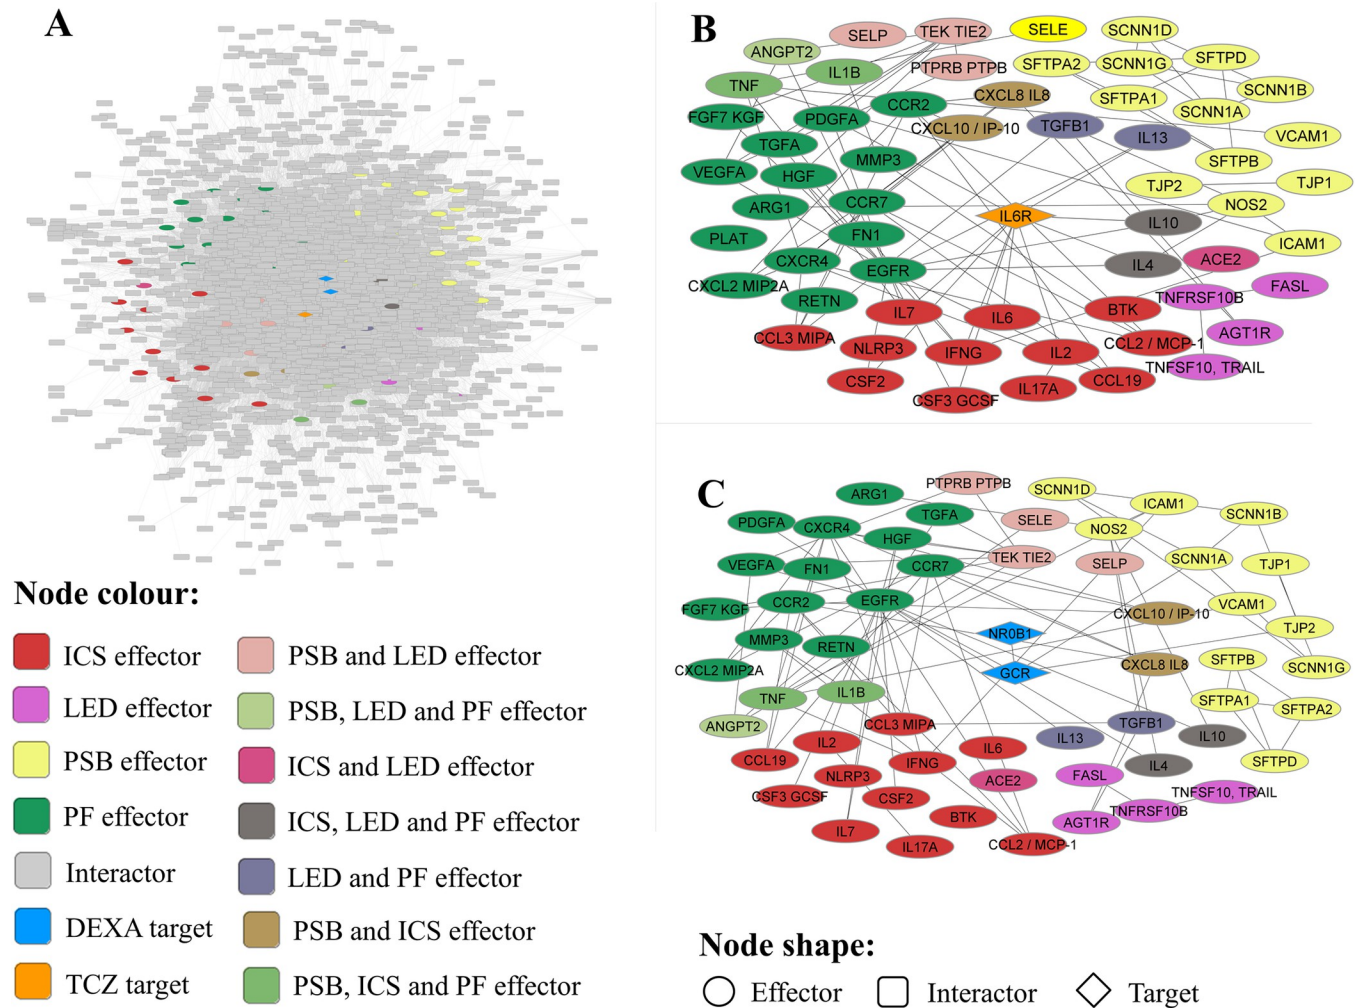 A
B
SELP
TEK TIE2
SELE
SCNN1D
ANGPT2
IL1B
PTPRB PTPB
SFTPA2
SCNN1G
SFTPD
TNF
CXCL8 IL8
SFTPA1
SCNN1B
FGF7 KGF
PDGFA
CCR2
CXCL10 / IP-10
TGFB1
IL13
SCNN1A
VCAM1
TGFA
MMP3
SFTPB
VEGFA
HGF
TJP2
TJP1
ARG1
CCR7
IL6R
IL10
NOS2
PLAT
FN1
ICAM1
CXCR4
EGFR
IL4
ACE2
CXCL2 MIP2A
RETN
TNFRSF10B
FASL
IL7
IL6
BTK
AGT1R
CCL3 MIPA
NLRP3
IFNG
IL2
CCL2 / MCP-1
CSF2
CSF3 GCSF
IL17A
CCL19
TNFSF10, TRAIL
C
PTPRB PTPB
ARG1
SCNN1D
ICAM1
SCNN1B
PDGFA
CXCR4
TGFA
SELE
NOS2
HGF
VEGFA
FN1
CCR7
TEK TIE2
SELP
SCNN1A
TJP1
FGF7 KGF
CCR2
EGFR
CXCL10 / IP-10
VCAM1
MMP3
RETN
NR0B1
TJP2
CXCL2 MIP2A
GCR
CXCL8 IL8
SFTPB
SCNN1G
TNF
IL1B
SFTPA1
SFTPA2
ANGPT2
CCL3 MIPA
TGFB1
IL13
IL10
CCL19
IL2
IFNG
IL6
IL4
SFTPD
NLRP3
ACE2
FASL
TNFSF10, TRAIL
CSF3 GCSF
CSF2
BTK
AGT1R
TNFRSF10B
IL7
IL17A
CCL2 / MCP-1
Node colour:
ICS effector
PSB and LED effector
LED effector
PSB, LED and PF effector
PSB effector
ICS and LED effector
PF effector
ICS, LED and PF effector
Interactor
LED and PF effector
DEXA target
PSB and ICS effector
TCZ target
PSB, ICS and PF effector
Node shape:
Effector
Interactor
Target